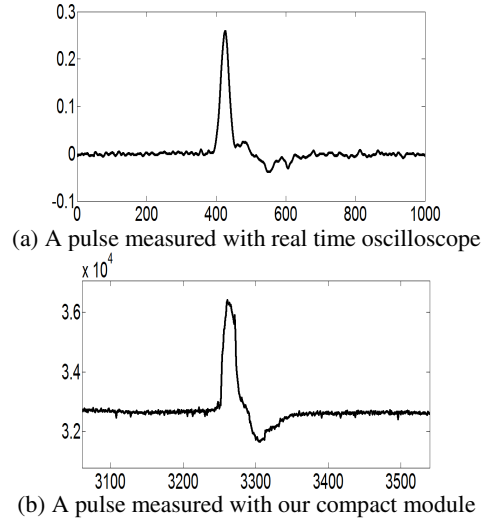 0.3
0.2
0.1
0
-0.1
0 200 400 600 800 1000
(a) A pulse measured with real time oscilloscope
x 10^4
3.6
3.4
3.2
3100 3200 3300 3400 3500
(b) A pulse measured with our compact module